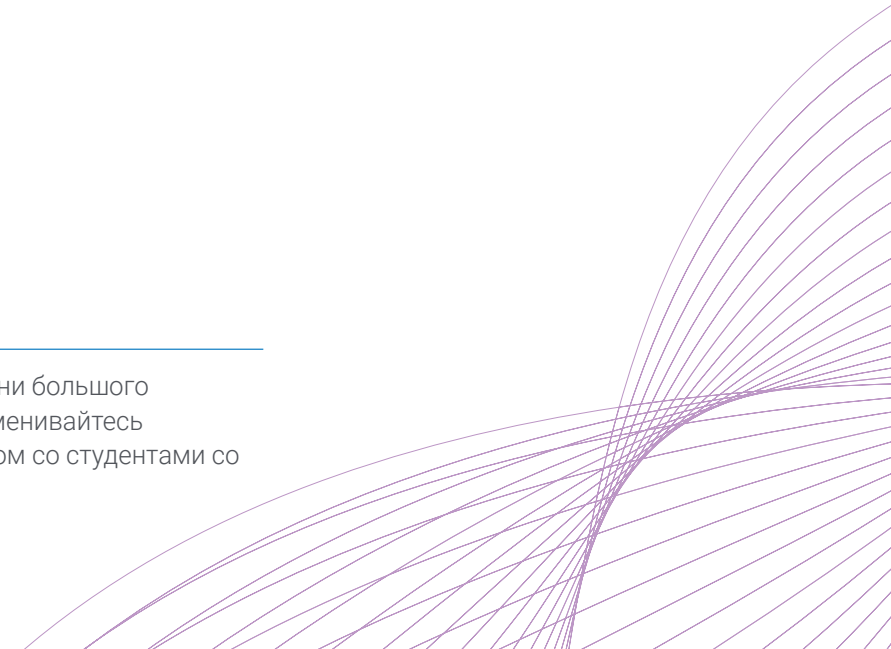 ни большого
менивайтесь
ом со студентами со